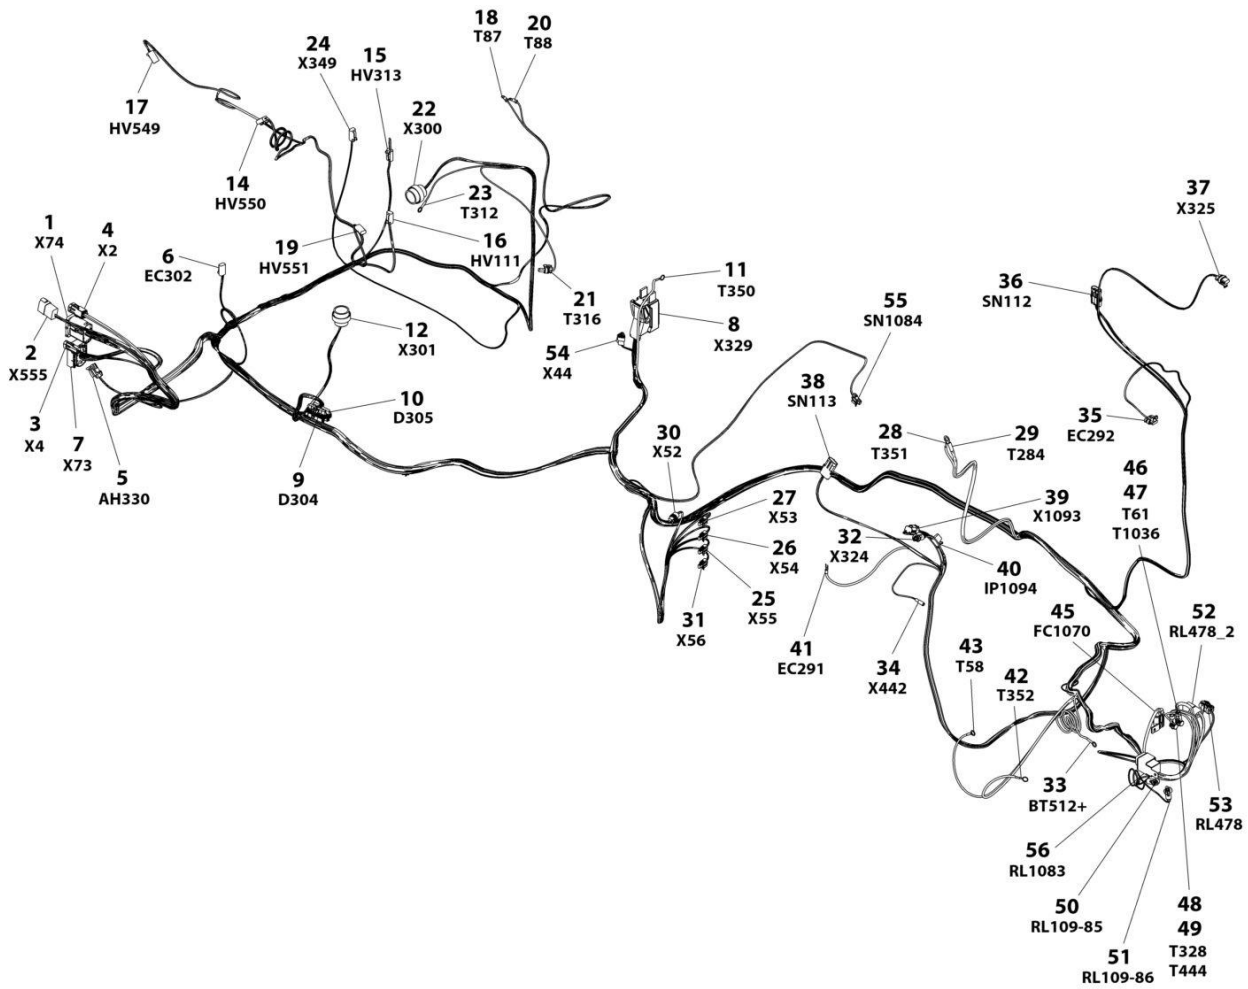 18
T87
20
T88
24
X349
15
HV313
17
HV549
22
X300
14
HV550
23
T312
37
X325
1
X74
4
X2
6
EC302
19
HV551
16
HV111
11
T350
36
SN112
21
T316
55
SN1084
8
X329
12
X301
2
X555
54
X44
38
SN113
10
D305
35
EC292
3
X4
7
X73
5
AH330
9
D304
30
X52
28
T351
29
T284
46
47
T61
T1036
27
X53
39
X1093
32
X324
26
X54
40
IP1094
25
X55
31
X56
45
FC1070
52
RL478_2
41
EC291
34
X442
43
T58
42
T352
33
BT512+
53
RL478
56
RL1083
50
RL109-85
48
49
T328
T444
51
RL109-86